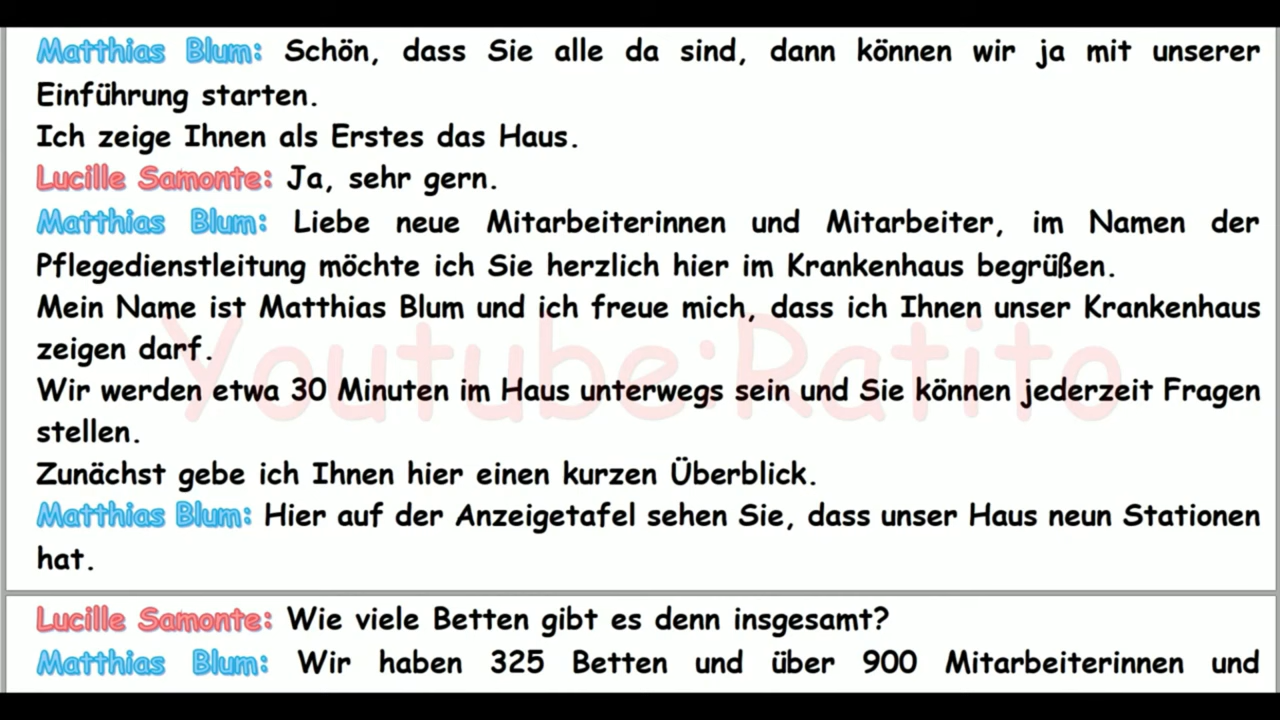 Matthias Blum: Schön, dass Sie alle da sind, dann können wir ja mit unserer
Einführung starten.
Ich zeige Ihnen als Erstes das Haus.
Lucille Samonte: Ja, sehr gern.
Matthias Blum: Liebe neue Mitarbeiterinnen und Mitarbeiter, im Namen der
Pflegedienstleitung möchte ich Sie herzlich hier im Krankenhaus begrüßen.
Mein Name ist Matthias Blum und ich freue mich, dass ich Ihnen unser Krankenhaus
zeigen darf.
Youtube:Ratito
Wir werden etwa 30 Minuten im Haus unterwegs sein und Sie können jederzeit Fragen
stellen.
Zunächst gebe ich Ihnen hier einen kurzen Überblick.
Matthias Blum: Hier auf der Anzeigetafel sehen Sie, dass unser Haus neun Stationen
hat.
Lucille Samonte: Wie viele Betten gibt es denn insgesamt?
Matthias Blum: Wir haben 325 Betten und über 900 Mitarbeiterinnen und